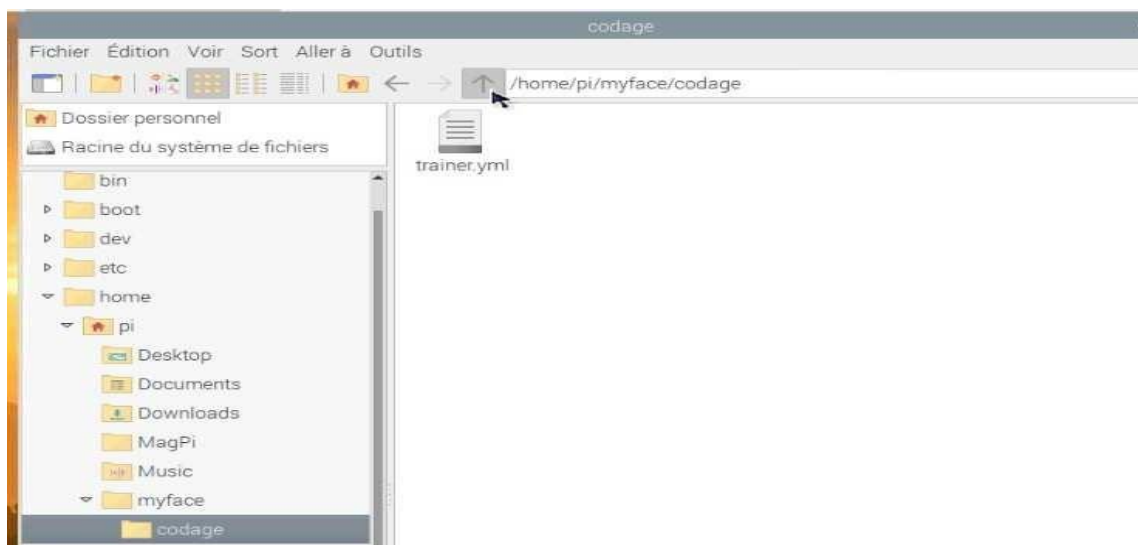 codage
Fichier Édition Voir Sort Aller à Outils
/home/pi/myface/codage
Dossier personnel
Racine du système de fichiers
trainer.yml
bin
boot
dev
etc
home
pi
Desktop
Documents
Downloads
MagPi
Music
myface
codage